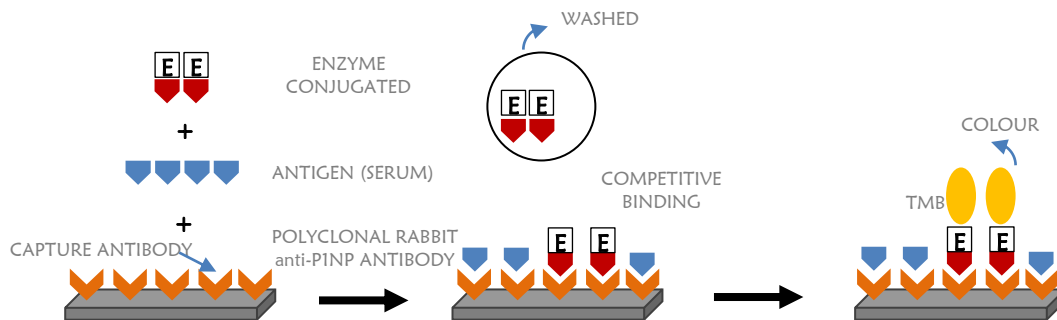 E E
ENZYME
CONJUGATED
+
ANTIGEN (SERUM)
+
CAPTURE ANTIBODY
POLYCLONAL RABBIT
anti-P1NP ANTIBODY
WASHED
E E
COMPETITIVE
BINDING
E E
COLOUR
TMB
E E